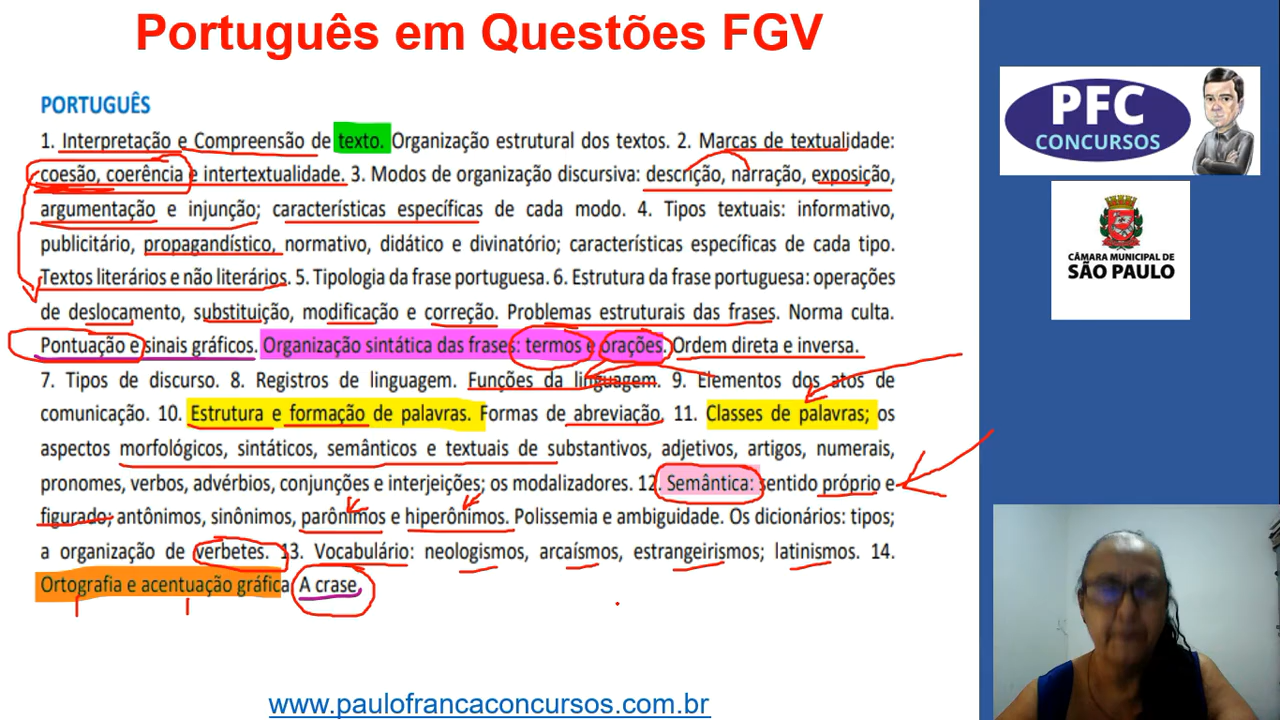 Português em Questões FGV
PORTUGUÊS
1. Interpretação e Compreensão de texto. Organização estrutural dos textos. 2. Marcas de textualidade:
coesão, coerência e intertextualidade. 3. Modos de organização discursiva: descrição, narração, exposição,
argumentação e injunção; características específicas de cada modo. 4. Tipos textuais: informativo,
publicitário, propagandístico, normativo, didático e divinatório; características específicas de cada tipo.
Textos literários e não literários. 5. Tipologia da frase portuguesa. 6. Estrutura da frase portuguesa: operações
de deslocamento, substituição, modificação e correção. Problemas estruturais das frases. Norma culta.
Pontuação e sinais gráficos. Organização sintática das frases: termos e orações. Ordem direta e inversa.
7. Tipos de discurso. 8. Registros de linguagem. Funções da linguagem. 9. Elementos dos atos de
comunicação. 10. Estrutura e formação de palavras. Formas de abreviação. 11. Classes de palavras; os
aspectos morfológicos, sintáticos, semânticos e textuais de substantivos, adjetivos, artigos, numerais,
pronomes, verbos, advérbios, conjunções e interjeições; os modalizadores. 12. Semântica: sentido próprio e
figurado; antônimos, sinônimos, parônimos e hiperônimos. Polissemia e ambiguidade. Os dicionários: tipos;
a organização de verbetes. 13. Vocabulário: neologismos, arcaísmos, estrangeirismos; latinismos. 14.
Ortografia e acentuação gráfica. A crase.
www.paulofrancaconcursos.com.br
PFC
CONCURSOS
CÂMARA MUNICIPAL DE
SÃO PAULO